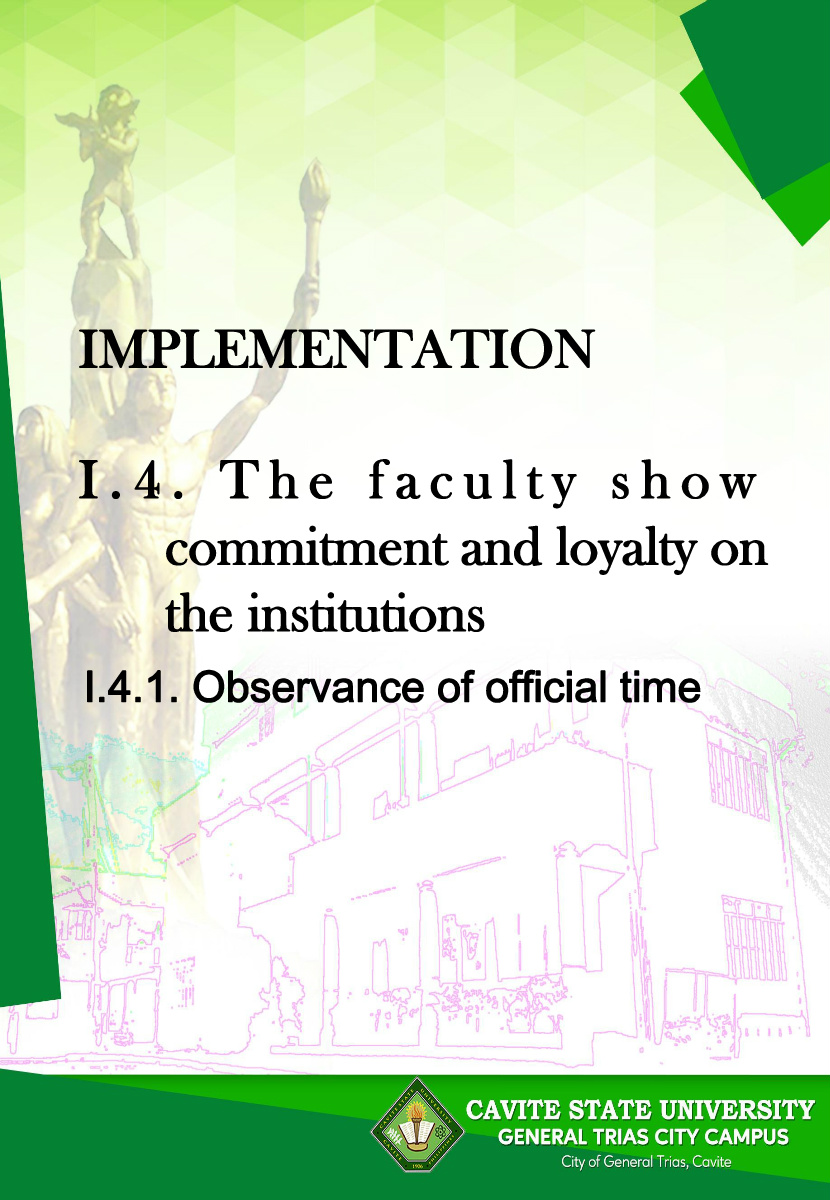 IMPLEMENTATION
I.4. The faculty show
commitment and loyalty on
the institutions
I.4.1. Observance of official time
CAVITE STATE UNIVERSITY
GENERAL TRIAS CITY CAMPUS
City of General Trias, Cavite
1906